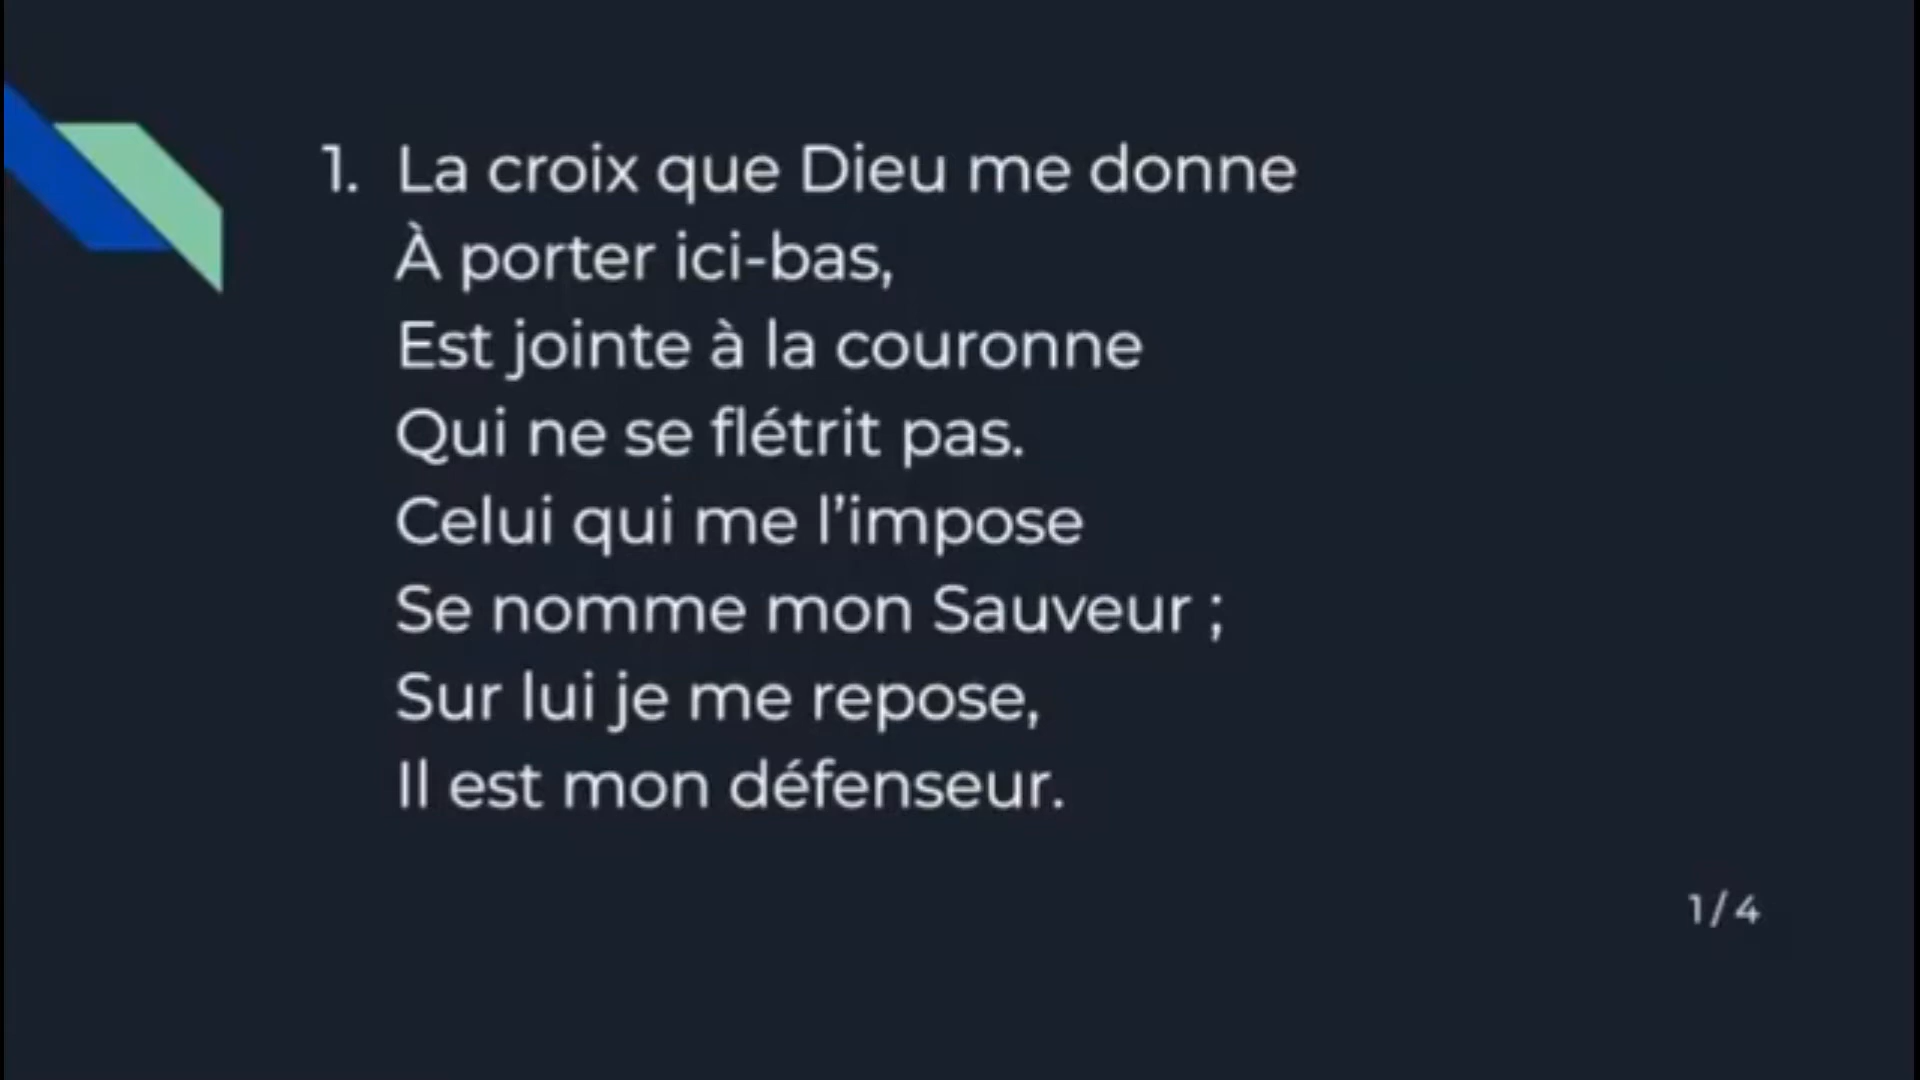 1. La croix que Dieu me donne
À porter ici-bas,
Est jointe à la couronne
Qui ne se flétrit pas.
Celui qui me l’impose
Se nomme mon Sauveur ;
Sur lui je me repose,
Il est mon défenseur.
1 / 4